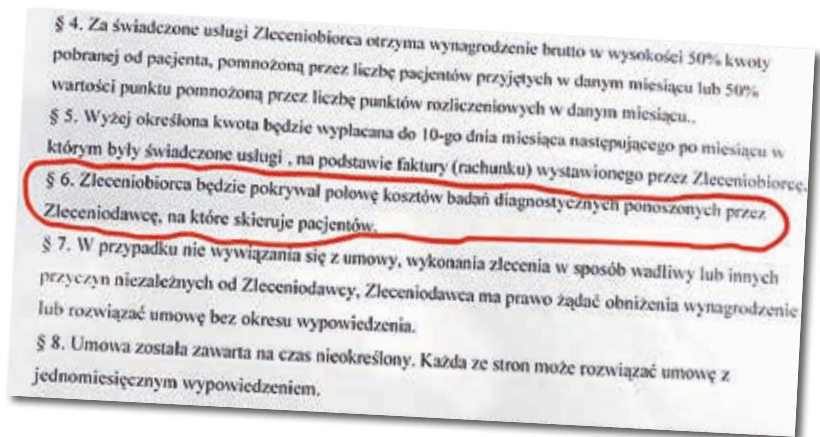 § 4. Za świadczone usługi Zleceniobiorca otrzyma wynagrodzenie brutto w wysokości 50% kwoty
pobranej od pacjenta, pomnożoną przez liczbę pacjentów przyjętych w danym miesiącu lub 50%
wartości punktu pomnożoną przez liczbę punktów rozliczeniowych w danym miesiącu..
§ 5. Wyżej określona kwota będzie wypłacana do 10-go dnia miesiąca następującego po miesiącu w
którym były świadczone usługi , na podstawie faktury (rachunku) wystawionego przez Zleceniobiorcę.
§ 6. Zleceniobiorca będzie pokrywał połowę kosztów badań diagnostycznych ponoszonych przez
Zleceniodawcę, na które skieruje pacjentów.
§ 7. W przypadku nie wywiązania się z umowy, wykonania zlecenia w sposób wadliwy lub innych
przyczyn niezależnych od Zleceniodawcy, Zleceniodawca ma prawo żądać obniżenia wynagrodzenie
lub rozwiązać umowę bez okresu wypowiedzenia.
§ 8. Umowa została zawarta na czas nieokreślony. Każda ze stron może rozwiązać umowę z
jednomiesięcznym wypowiedzeniem.